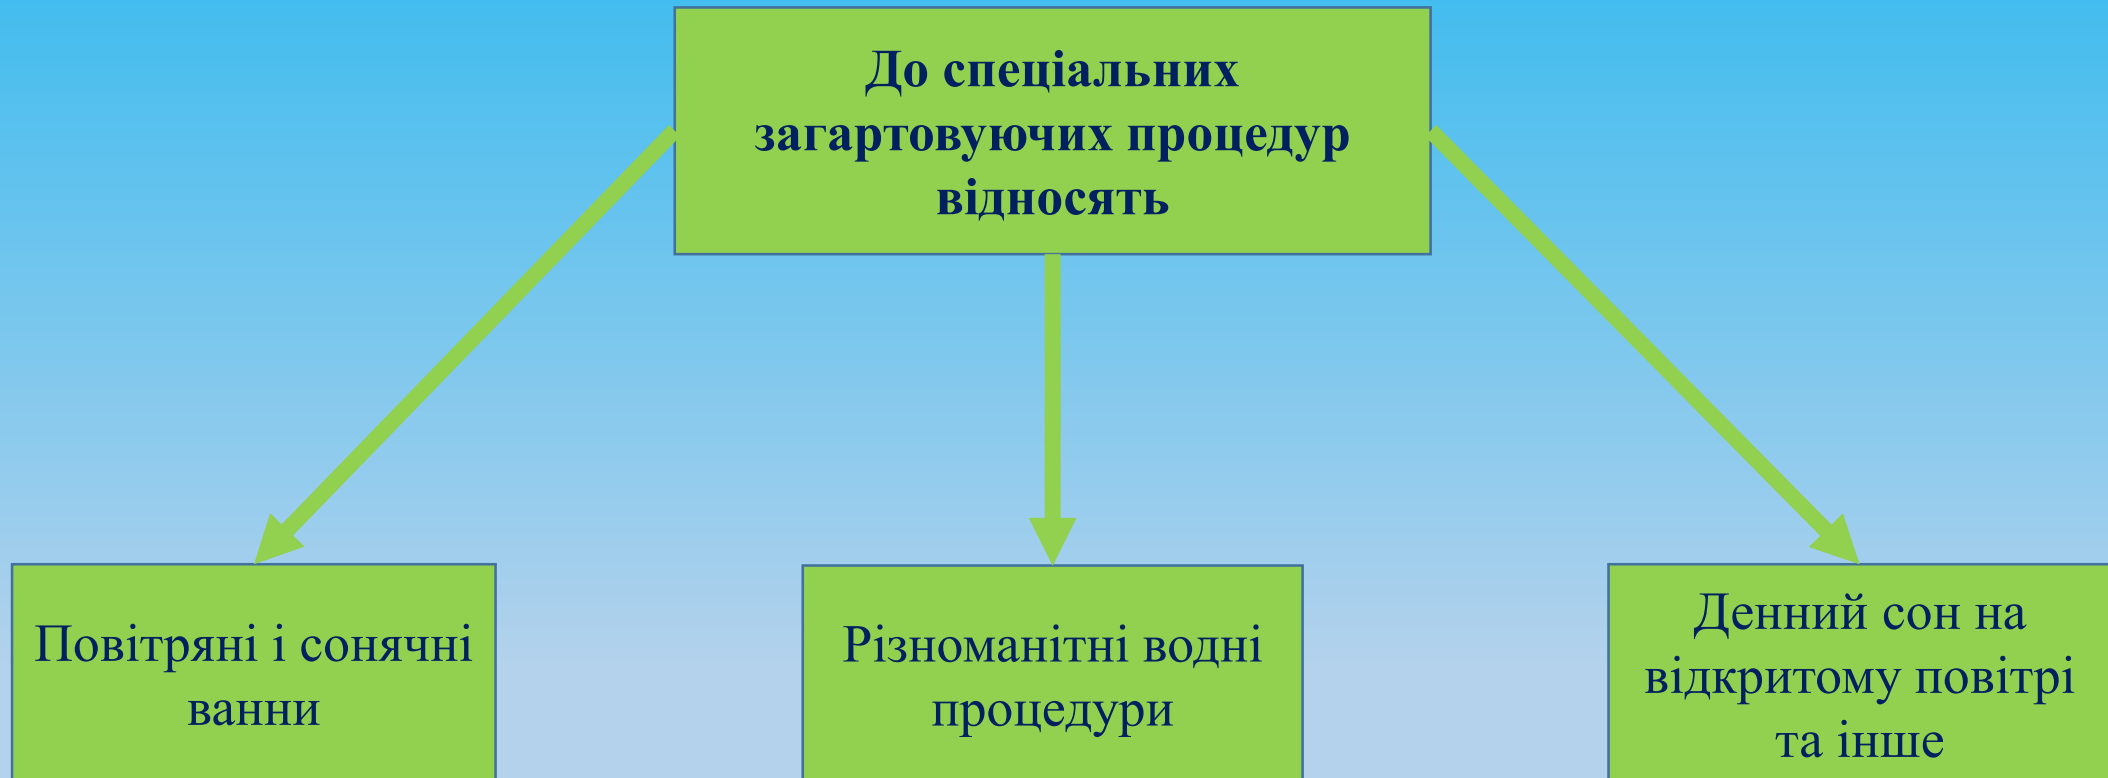 До спеціальних
загартовуючих процедур
відносять
Повітряні і сонячні
ванни
Різноманітні водні
процедури
Денний сон на
відкритому повітрі
та інше